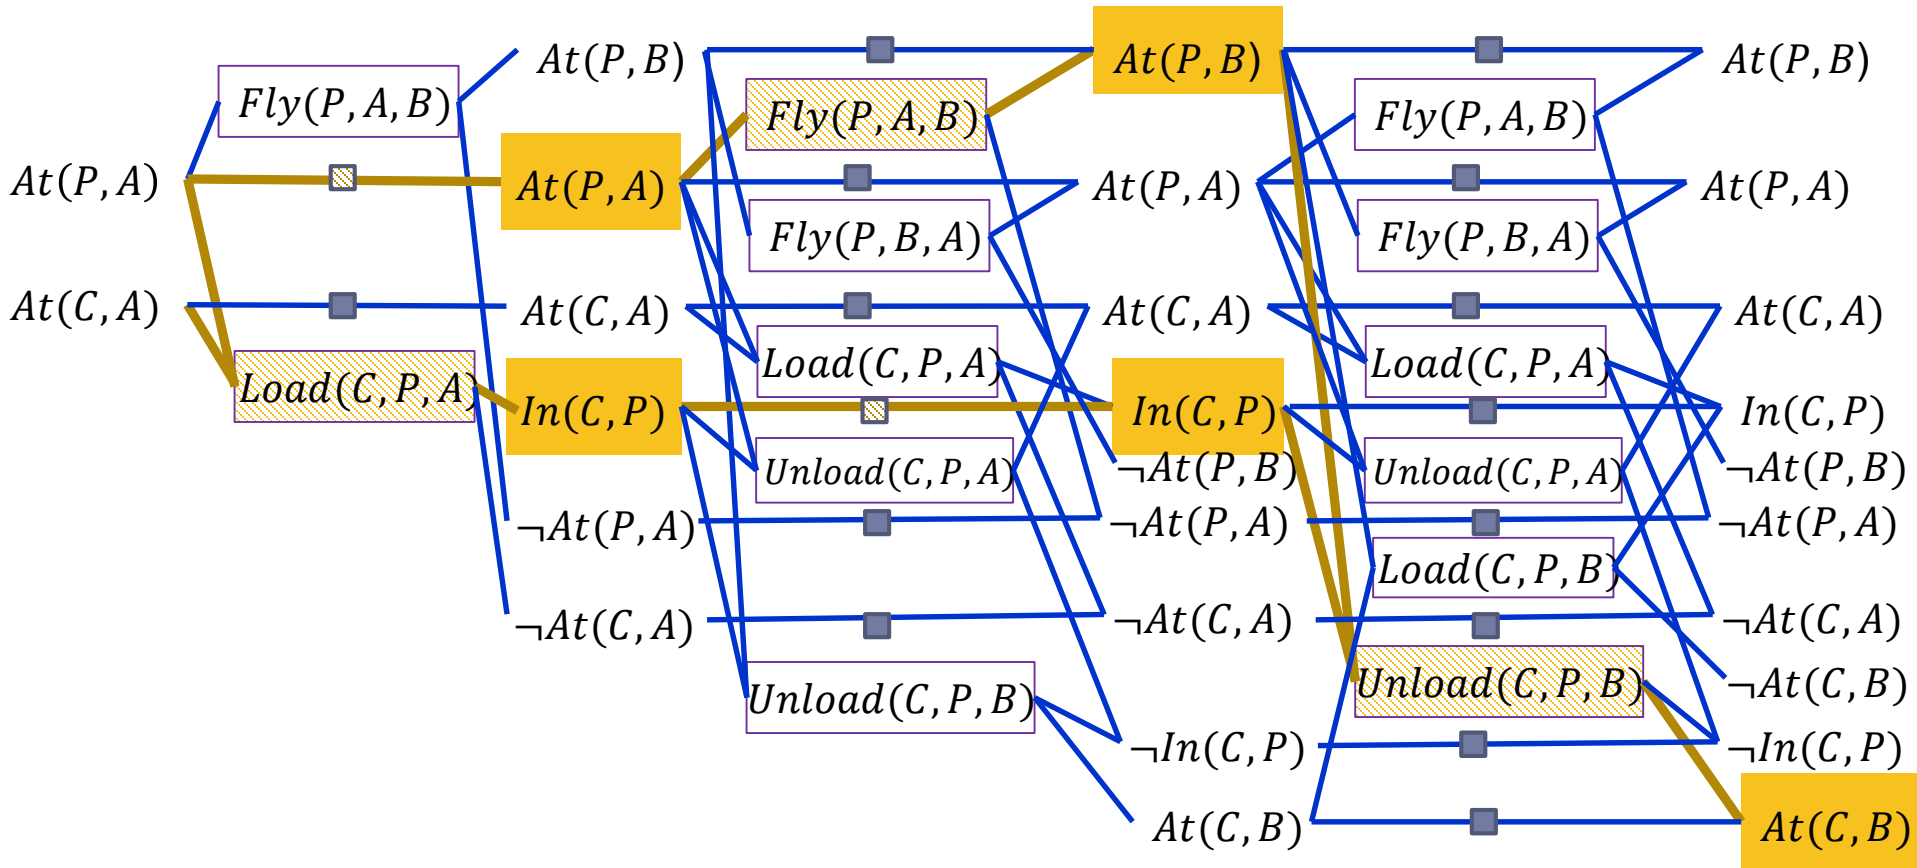 At(P,A)
At(C,A)
Fly(P,A,B)
Load(C,P,A)
At(P,B)
At(P,A)
At(C,A)
In(C,P)
¬At(P,A)
¬At(C,A)
Fly(P,A,B)
Fly(P,B,A)
Load(C,P,A)
Unload(C,P,A)
Unload(C,P,B)
At(P,B)
At(P,A)
At(C,A)
In(C,P)
¬At(P,B)
¬At(P,A)
¬At(C,A)
¬In(C,P)
At(C,B)
Fly(P,A,B)
Fly(P,B,A)
Load(C,P,A)
Unload(C,P,A)
Load(C,P,B)
Unload(C,P,B)
At(P,B)
At(P,A)
At(C,A)
In(C,P)
¬At(P,B)
¬At(P,A)
¬At(C,A)
¬At(C,B)
¬In(C,P)
At(C,B)